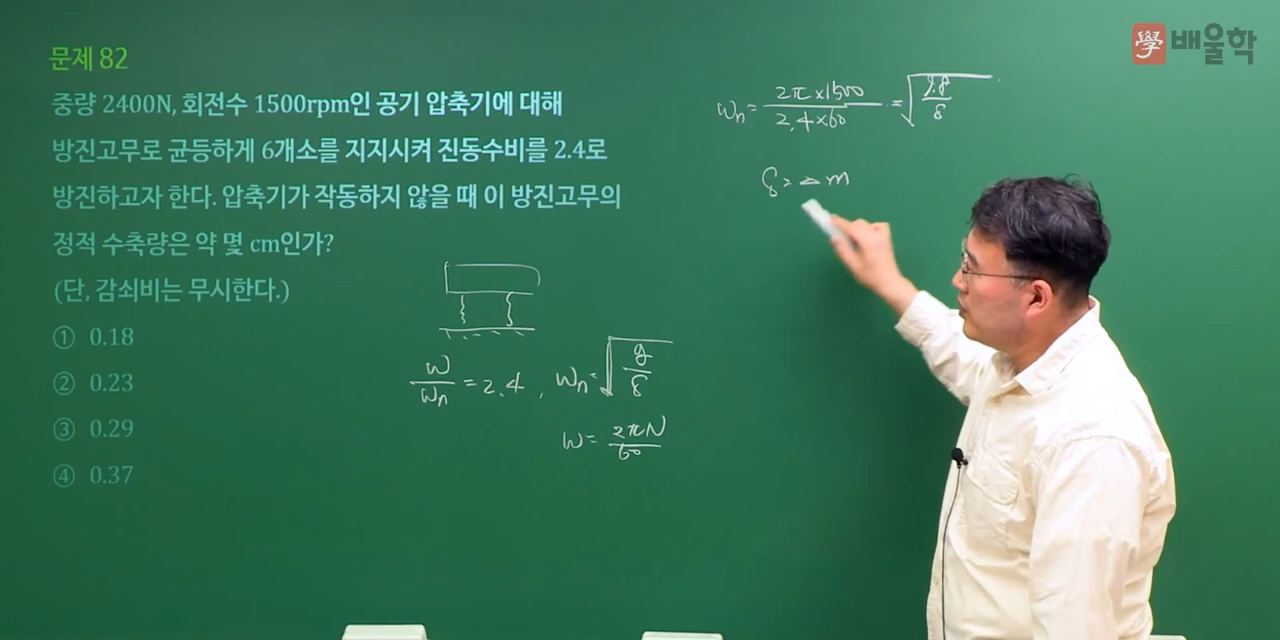 學 배울학
문제 82
중량 2400N, 회전수 1500rpm인 공기 압축기에 대해
방진고무로 균등하게 6개소를 지지시켜 진동수비를 2.4로
방진하고자 한다. 압축기가 작동하지 않을 때 이 방진고무의
정적 수축량은 약 몇 cm인가?
(단, 감쇠비는 무시한다.)
① 0.18
② 0.23
③ 0.29
④ 0.37
ω/ωn = 2.4, ωn = √(g/δ)
ω = 2πN/60
ωn = 2π×1500/2.4×60 = √(9.8/δ)
δ = △ m